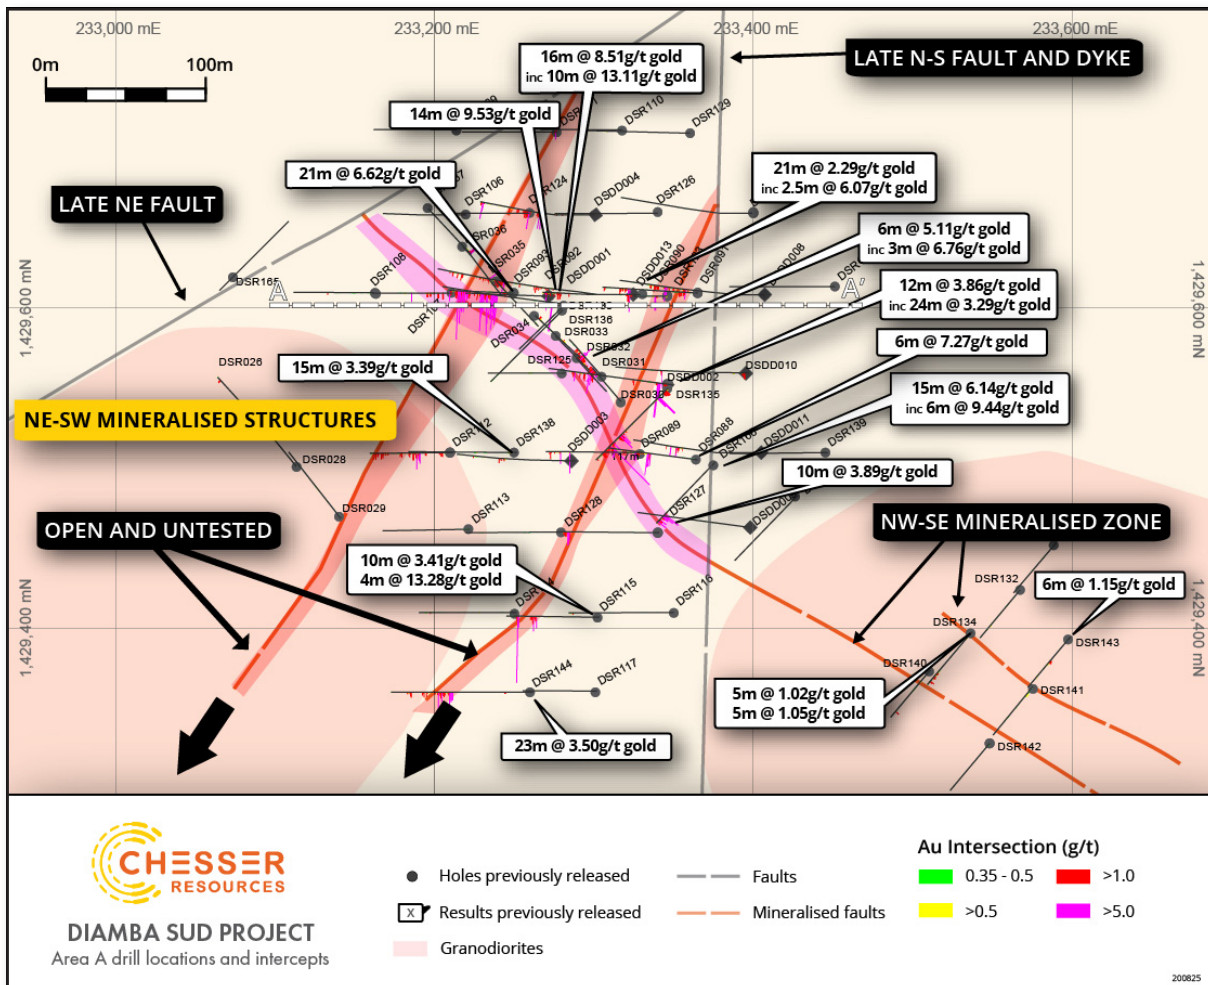 233,000 mE
233,200 mE
233,400 mE
233,600 mE
0m
100m
16m @ 8.51g/t gold
inc 10m @ 13.11g/t gold
LATE N-S FAULT AND DYKE
14m @ 9.53g/t gold
DSR110
DSR129
21m @ 6.62g/t gold
21m @ 2.29g/t gold
inc 2.5m @ 6.07g/t gold
DSR106
DSR124
DSDD004
DSR126
LATE NE FAULT
6m @ 5.11g/t gold
inc 3m @ 6.76g/t gold
DSR036
DSR035
DSR165
DSR108
DSDD001
DSDD013
DSR090
DSR091
1,429,600 mN
1,429,600 mN
A
A'
12m @ 3.86g/t gold
inc 24m @ 3.29g/t gold
DSR034
DSR136
DSR033
DSR032
DSR125
DSR031
DSDD002
DSR135
DSDD010
6m @ 7.27g/t gold
DSR026
15m @ 3.39g/t gold
15m @ 6.14g/t gold
inc 6m @ 9.44g/t gold
NE-SW MINERALISED STRUCTURES
DSR138
DSDD003
DSR089
DSR088
DSDD011
DSR139
DSR028
10m @ 3.89g/t gold
DSR029
DSR113
DSR128
DSR127
OPEN AND UNTESTED
NW-SE MINERALISED ZONE
10m @ 3.41g/t gold
4m @ 13.28g/t gold
DSR115
DSR116
DSR132
6m @ 1.15g/t gold
DSR134
DSR143
1,429,400 mN
1,429,400 mN
DSR140
DSR144
DSR117
5m @ 1.02g/t gold
5m @ 1.05g/t gold
DSR141
23m @ 3.50g/t gold
DSR142
CHESSER
RESOURCES
DIAMBA SUD PROJECT
Area A drill locations and intercepts
Holes previously released
X
Results previously released
Granodiorites
Faults
Mineralised faults
Au Intersection (g/t)
0.35 - 0.5
>1.0
>0.5
>5.0
200825